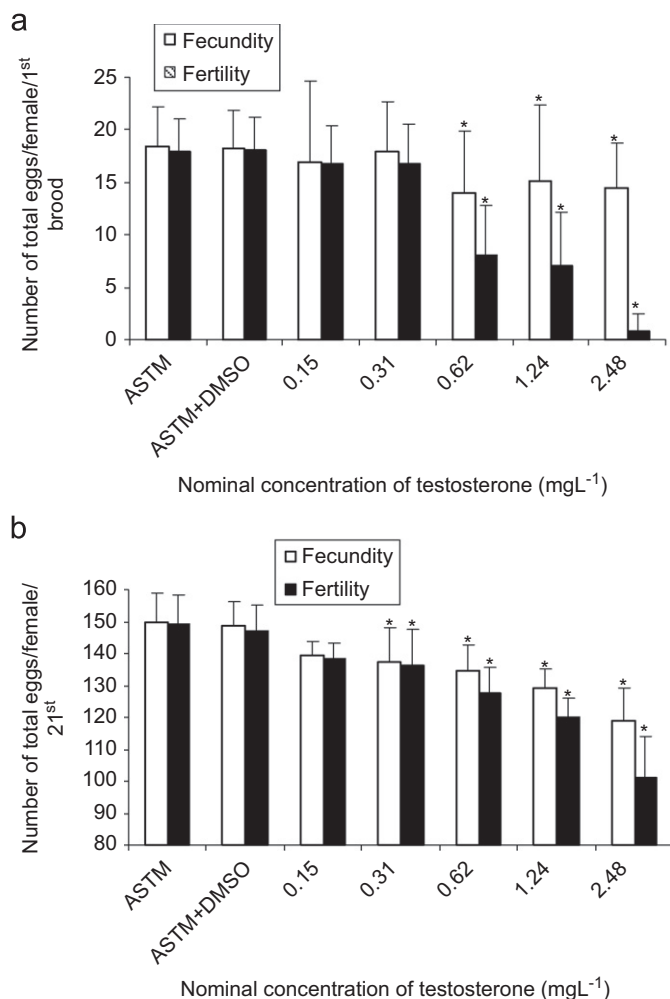 a
Fecundity
Fertility
Number of total eggs/female/1st
brood
25
20
15
10
5
0
* * * * * *
ASTM
ASTM+DMSO
0.15
0.31
0.62
1.24
2.48
Nominal concentration of testosterone (mgL-1)
b
Fecundity
Fertility
Number of total eggs/female/
21st
160
150
140
130
120
110
100
90
80
* * * * * * * *
ASTM
ASTM+DMSO
0.15
0.31
0.62
1.24
2.48
Nominal concentration of testosterone (mgL-1)